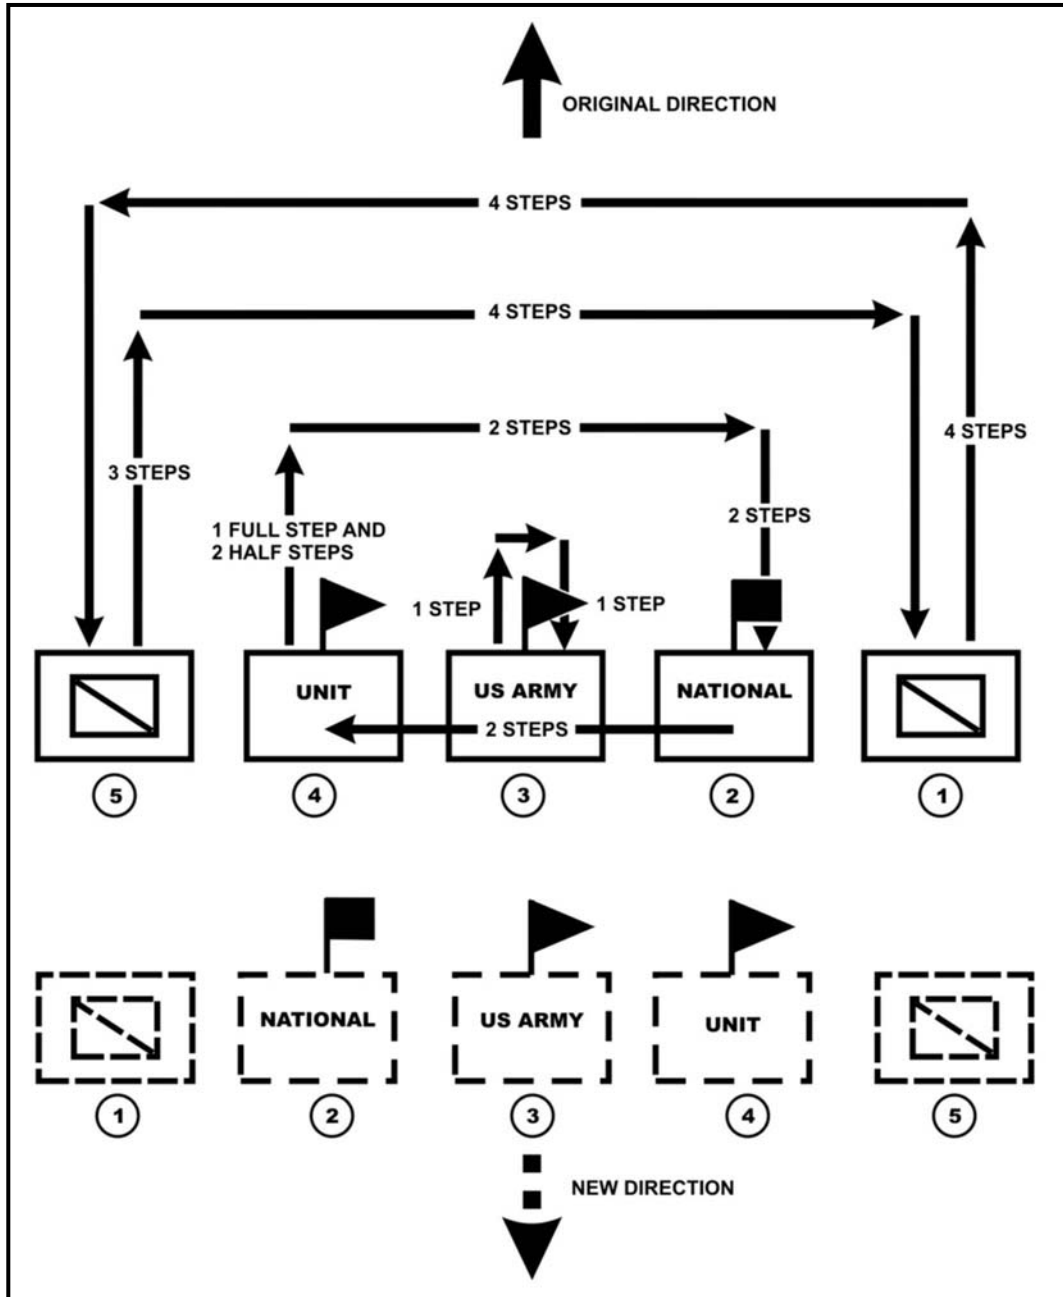 ORIGINAL DIRECTION
4 STEPS
4 STEPS
2 STEPS
4 STEPS
3 STEPS
1 FULL STEP AND
2 HALF STEPS
2 STEPS
1 STEP
1 STEP
UNIT
US ARMY
NATIONAL
2 STEPS
5
4
3
2
1
NATIONAL
US ARMY
UNIT
1
2
3
4
5
NEW DIRECTION